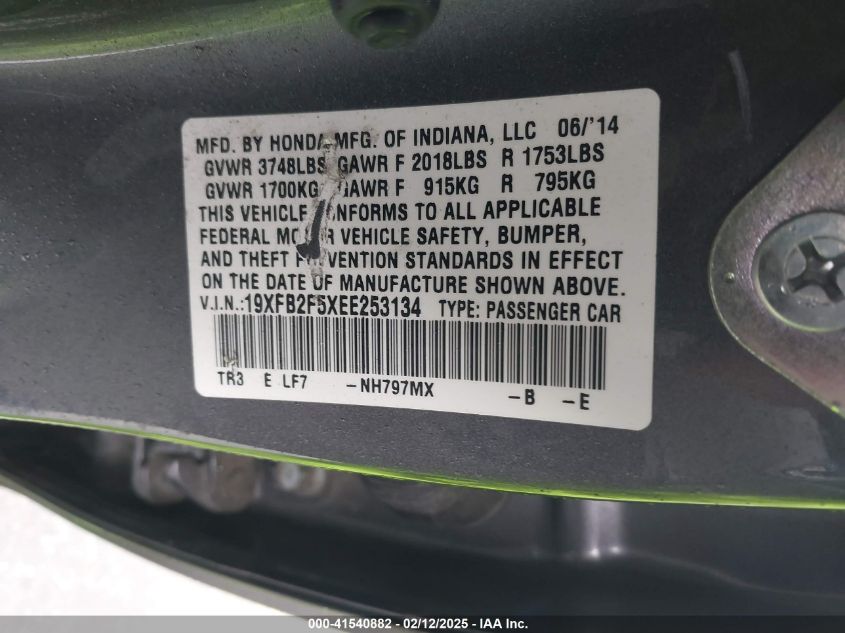 MFD. BY HONDA MFG. OF INDIANA, LLC 06/'14
GVWR 3748LBS GAWR F 2018LBS R 1753LBS
GVWR 1700KG GAWR F 915KG R 795KG
THIS VEHICLE CONFORMS TO ALL APPLICABLE
FEDERAL MOTOR VEHICLE SAFETY, BUMPER,
AND THEFT PREVENTION STANDARDS IN EFFECT
ON THE DATE OF MANUFACTURE SHOWN ABOVE.
V.I.N.:19XFB2F5XEE253134 TYPE: PASSENGER CAR
TR3 E LF7 -NH797MX -B -E
000-41540882 - 02/12/2025 - IAA Inc.